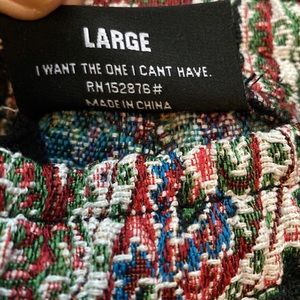 LARGE
I WANT THE ONE I CANT HAVE.
RN152876#
MADE IN CHINA